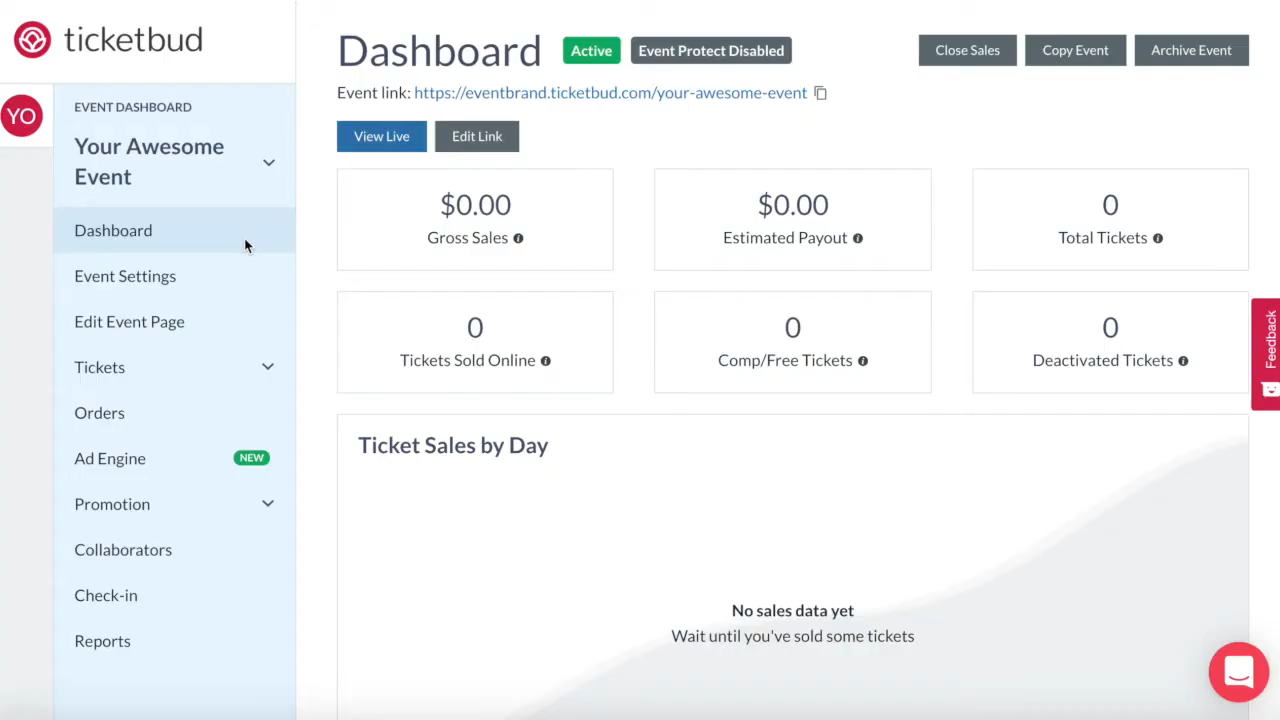 ticketbud
YO
EVENT DASHBOARD
Your Awesome
Event
Dashboard
Event Settings
Edit Event Page
Tickets
Orders
Ad Engine NEW
Promotion
Collaborators
Check-in
Reports
Dashboard Active Event Protect Disabled
Close Sales Copy Event Archive Event
Event link: https://eventbrand.ticketbud.com/your-awesome-event
View Live Edit Link
$0.00
Gross Sales
$0.00
Estimated Payout
0
Total Tickets
0
Tickets Sold Online
0
Comp/Free Tickets
0
Deactivated Tickets
Ticket Sales by Day
No sales data yet
Wait until you've sold some tickets
Feedback